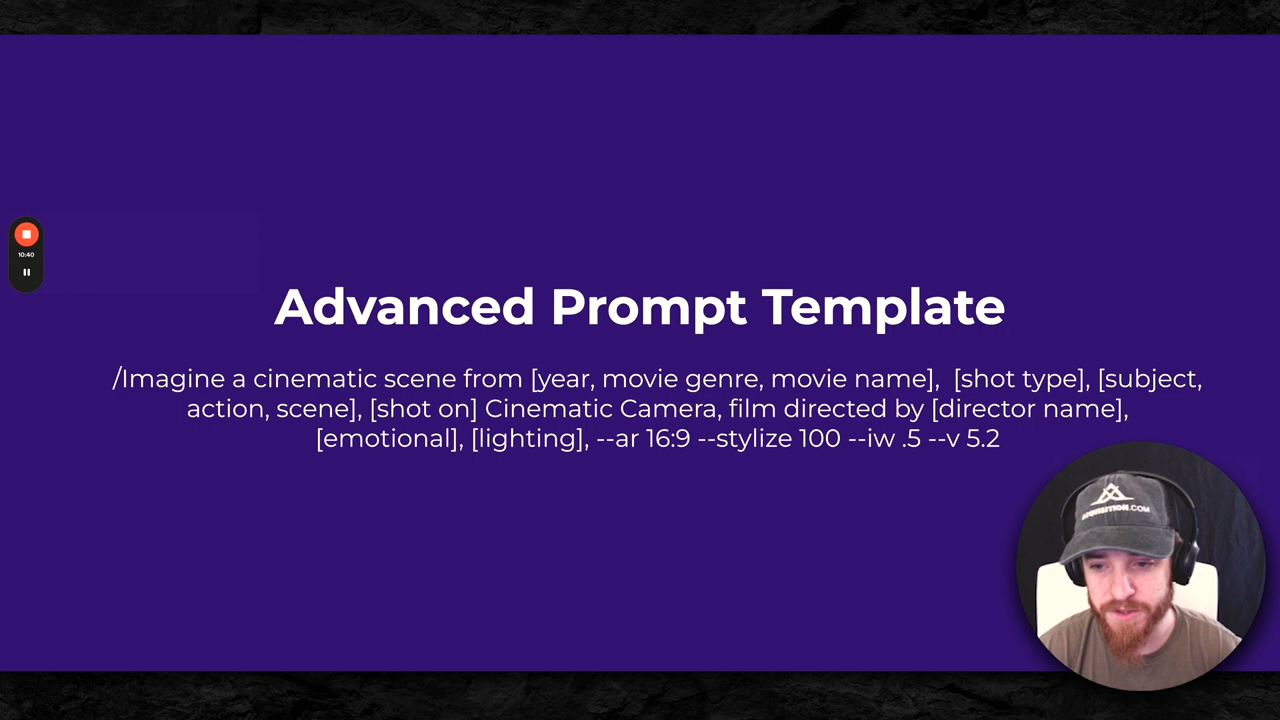 10:40
Advanced Prompt Template
/Imagine a cinematic scene from [year, movie genre, movie name],  [shot type], [subject,
action, scene], [shot on] Cinematic Camera, film directed by [director name],
[emotional], [lighting], --ar 16:9 --stylize 100 --iw .5 --v 5.2
ACQUISITION.COM